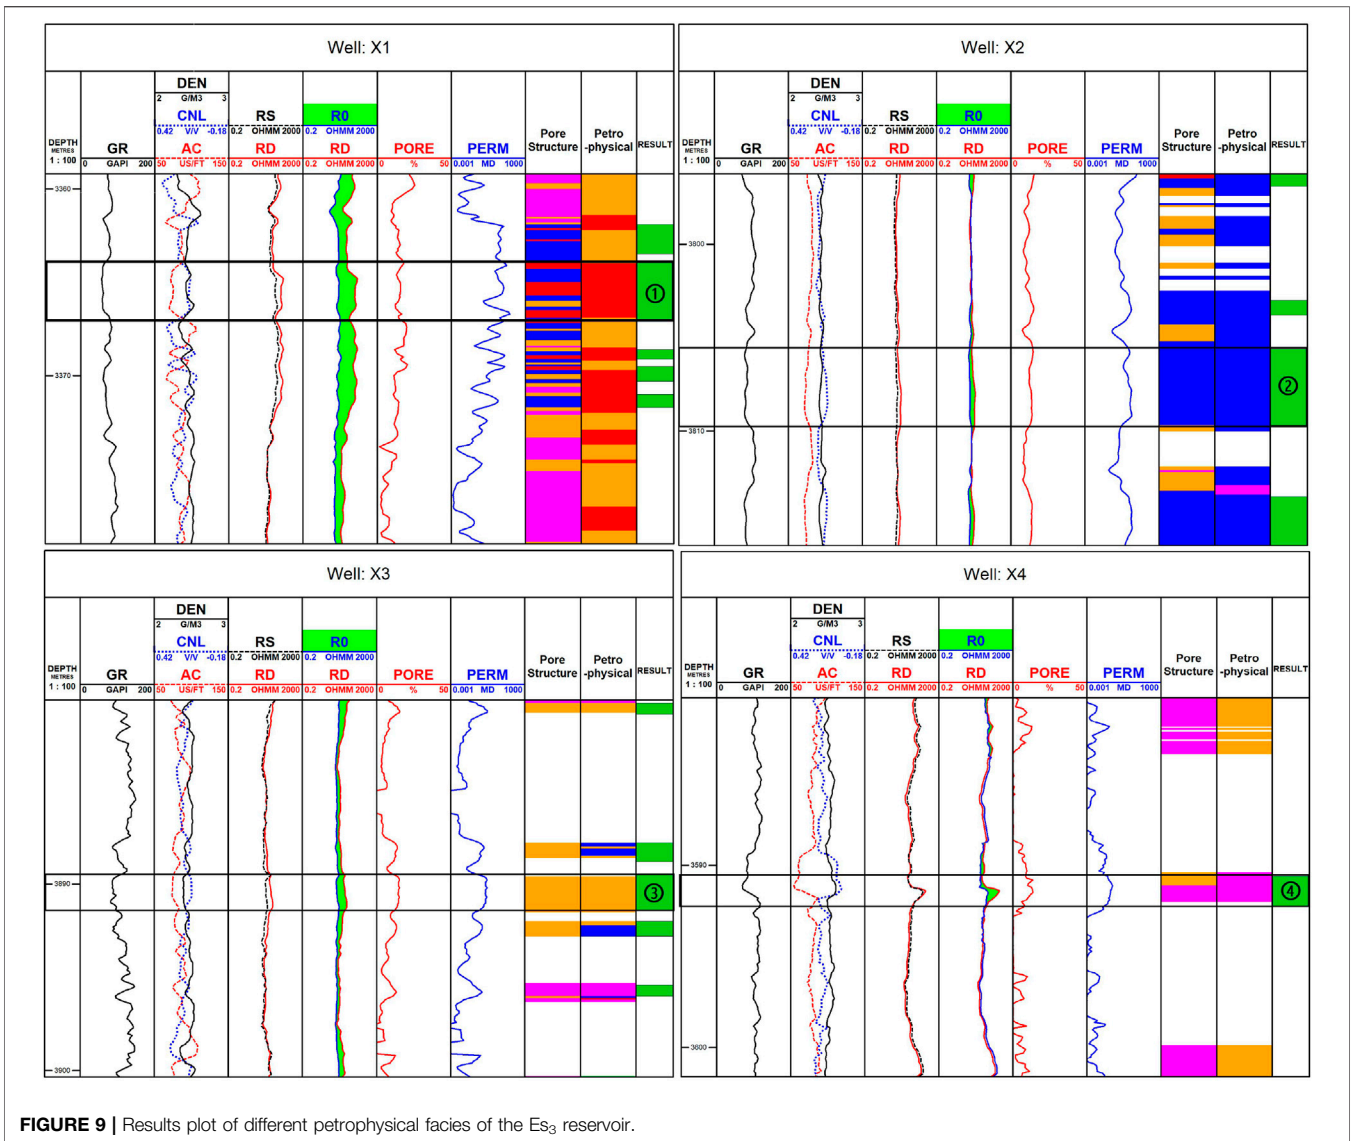 Well: X1
DEN
2 G/M3 3
CNL RS R0
0.42 V/V -0.18 0.2 OHMM 2000 0.2 OHMM 2000
DEPTH METRES 1 : 100 GR AC RD RD PORE PERM Pore Structure Petro -physical RESULT
0 GAPI 200 50 US/FT 150 0.2 OHMM 2000 0.2 OHMM 2000 0 % 50 0.001 MD 1000
3360
①
3370
Well: X2
DEN
2 G/M3 3
CNL RS R0
0.42 V/V -0.18 0.2 OHMM 2000 0.2 OHMM 2000
DEPTH METRES 1 : 100 GR AC RD RD PORE PERM Pore Structure Petro -physical RESULT
0 GAPI 200 50 US/FT 150 0.2 OHMM 2000 0.2 OHMM 2000 0 % 50 0.001 MD 1000
3800
②
3810
Well: X3
DEN
2 G/M3 3
CNL RS R0
0.42 V/V -0.18 0.2 OHMM 2000 0.2 OHMM 2000
DEPTH METRES 1 : 100 GR AC RD RD PORE PERM Pore Structure Petro -physical RESULT
0 GAPI 200 50 US/FT 150 0.2 OHMM 2000 0.2 OHMM 2000 0 % 50 0.001 MD 1000
3890
③
3900
Well: X4
DEN
2 G/M3 3
CNL RS R0
0.42 V/V -0.18 0.2 OHMM 2000 0.2 OHMM 2000
DEPTH METRES 1 : 100 GR AC RD RD PORE PERM Pore Structure Petro -physical RESULT
0 GAPI 200 50 US/FT 150 0.2 OHMM 2000 0.2 OHMM 2000 0 % 50 0.001 MD 1000
3590
④
3600
FIGURE 9 | Results plot of different petrophysical facies of the Es₃ reservoir.